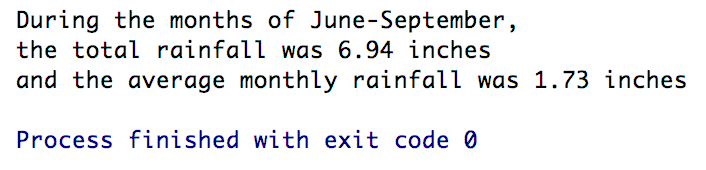 During the months of June-September,
the total rainfall was 6.94 inches
and the average monthly rainfall was 1.73 inches
Process finished with exit code 0